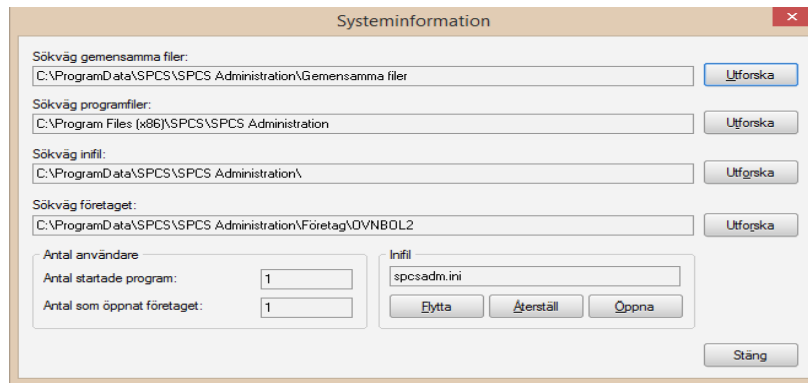 Systeminformation
Sökväg gemensamma filer:
C:\ProgramData\SPCS\SPCS Administration\Gemensamma filer
Utforska
Sökväg programfiler:
C:\Program Files (x86)\SPCS\SPCS Administration
Utforska
Sökväg inifil:
C:\ProgramData\SPCS\SPCS Administration\
Utforska
Sökväg företaget:
C:\ProgramData\SPCS\SPCS Administration\Företag\OVNBOL2
Utforska
Antal användare
Antal startade program: 1
Antal som öppnat företaget: 1
Inifil
spcsadm.ini
Flytta Återställ Öppna
Stäng